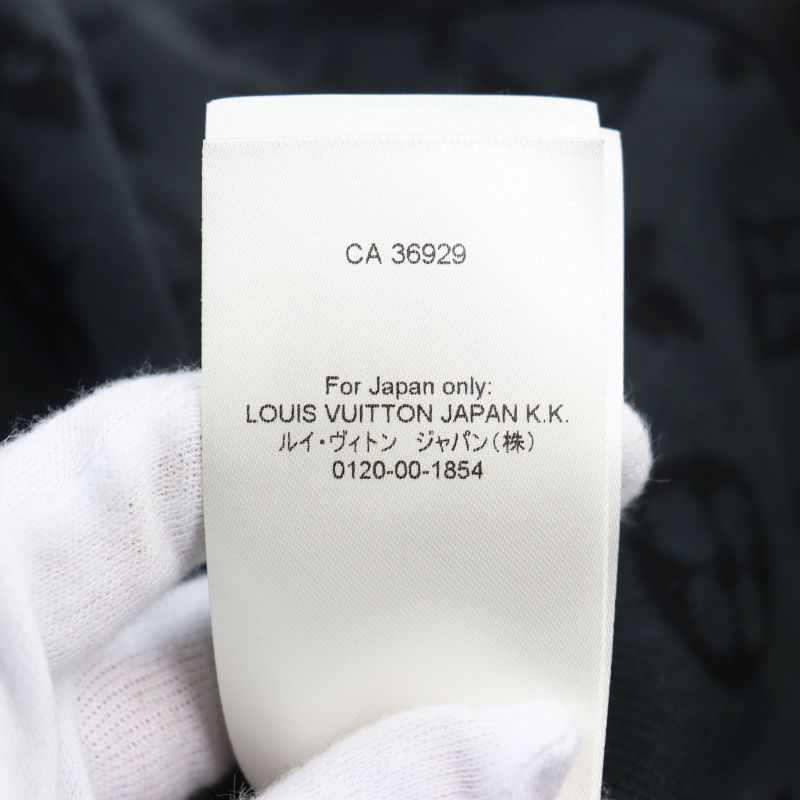 CA 36929
For Japan only:
LOUIS VUITTON JAPAN K.K.
ルイ・ヴィトン　ジャパン(株)
0120-00-1854